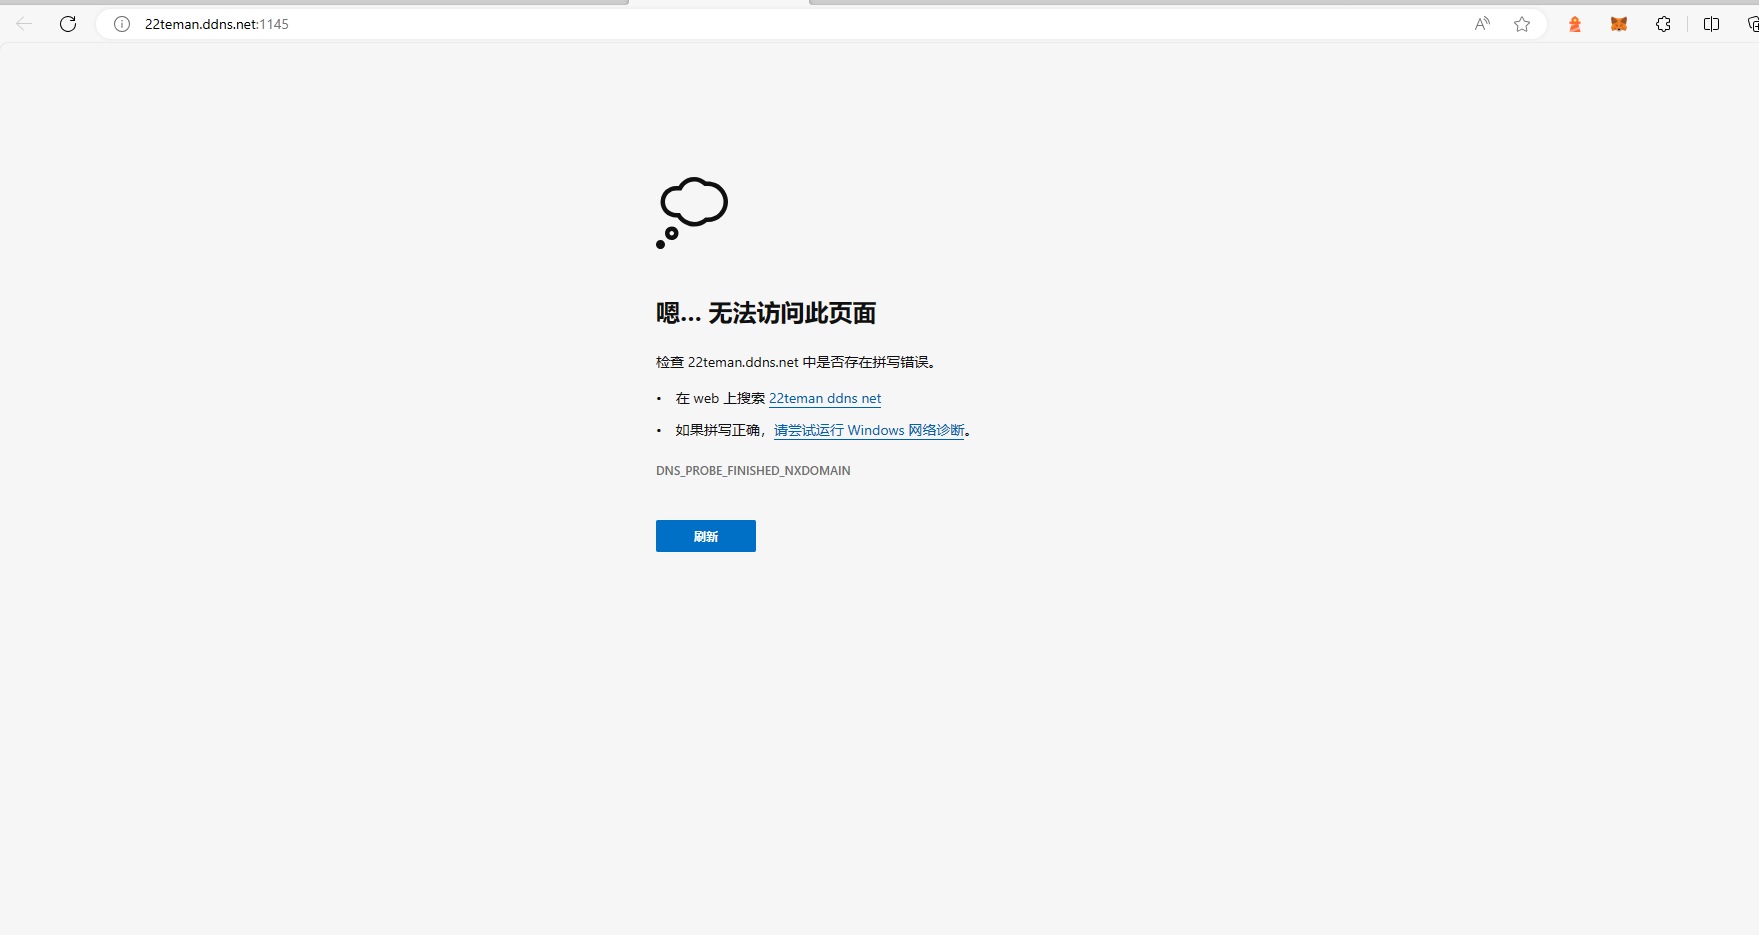 22teman.ddns.net:1145
嗯... 无法访问此页面
检查 22teman.ddns.net 中是否存在拼写错误。
• 在 web 上搜索 22teman ddns net
• 如果拼写正确，请尝试运行 Windows 网络诊断。
DNS_PROBE_FINISHED_NXDOMAIN
刷新